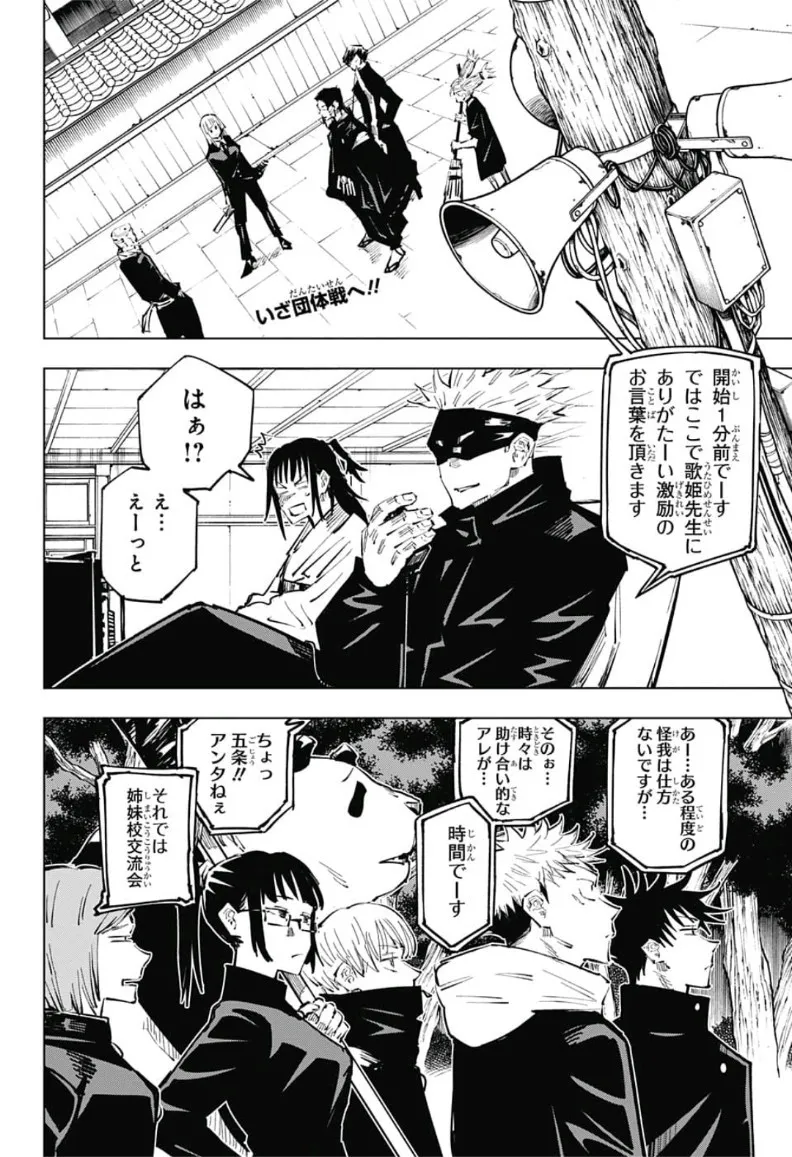 いざ団体戦へ!!
開始1分前でーす
ではここで歌姫先生に
ありがたーい激励の
お言葉を頂きます
はぁ!?
え…
えーっと
あー…ある程度の
怪我は仕方
ないですが…
そのぉ…
時々は
助け合い的な
アレが…
時間でーす
ちょっ
五条!!
アンタねぇ
それでは
姉妹校交流会